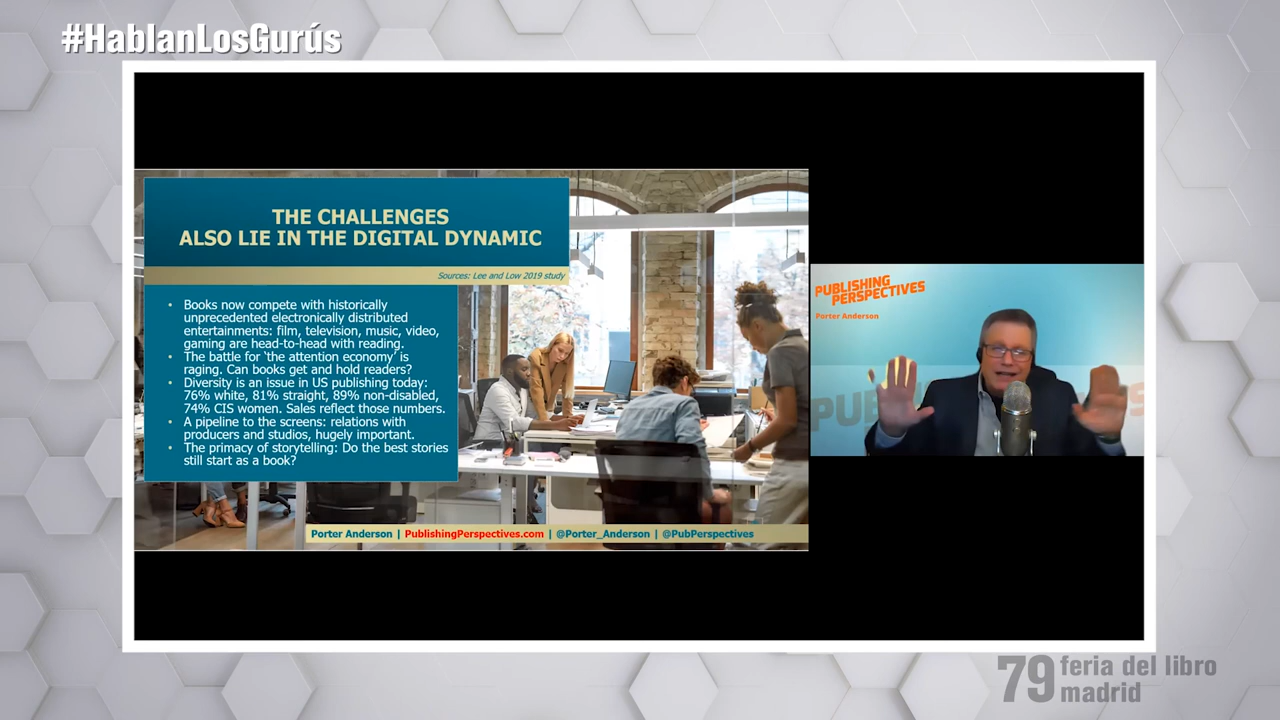 #HablanLosGurús
THE CHALLENGES
ALSO LIE IN THE DIGITAL DYNAMIC
Sources: Lee and Low 2019 study
• Books now compete with historically
unprecedented electronically distributed
entertainments: film, television, music, video,
gaming are head-to-head with reading.
• The battle for ‘the attention economy’ is
raging. Can books get and hold readers?
• Diversity is an issue in US publishing today:
76% white, 81% straight, 89% non-disabled,
74% CIS women. Sales reflect those numbers.
• A pipeline to the screens: relations with
producers and studios, hugely important.
• The primacy of storytelling: Do the best stories
still start as a book?
Porter Anderson | PublishingPerspectives.com | @Porter_Anderson | @PubPerspectives
PUBLISHING
PERSPECTIVES
Porter Anderson
PUB
79 feria del libro
madrid